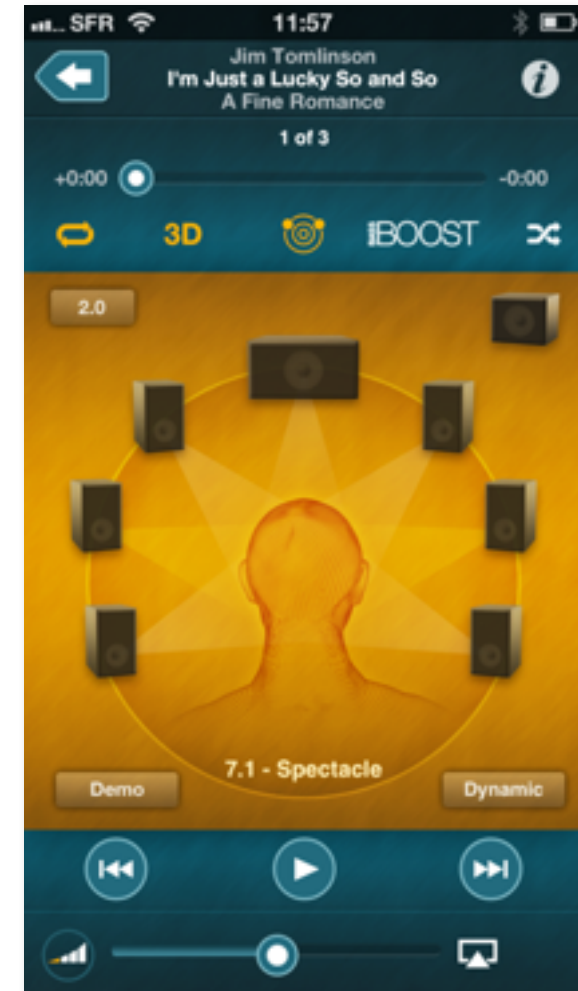 SFR 11:57
Jim Tomlinson
I'm Just a Lucky So and So
A Fine Romance
1 of 3
+0:00 -0:00
3D BOOST
2.0
7.1 - Spectacle
Demo Dynamic